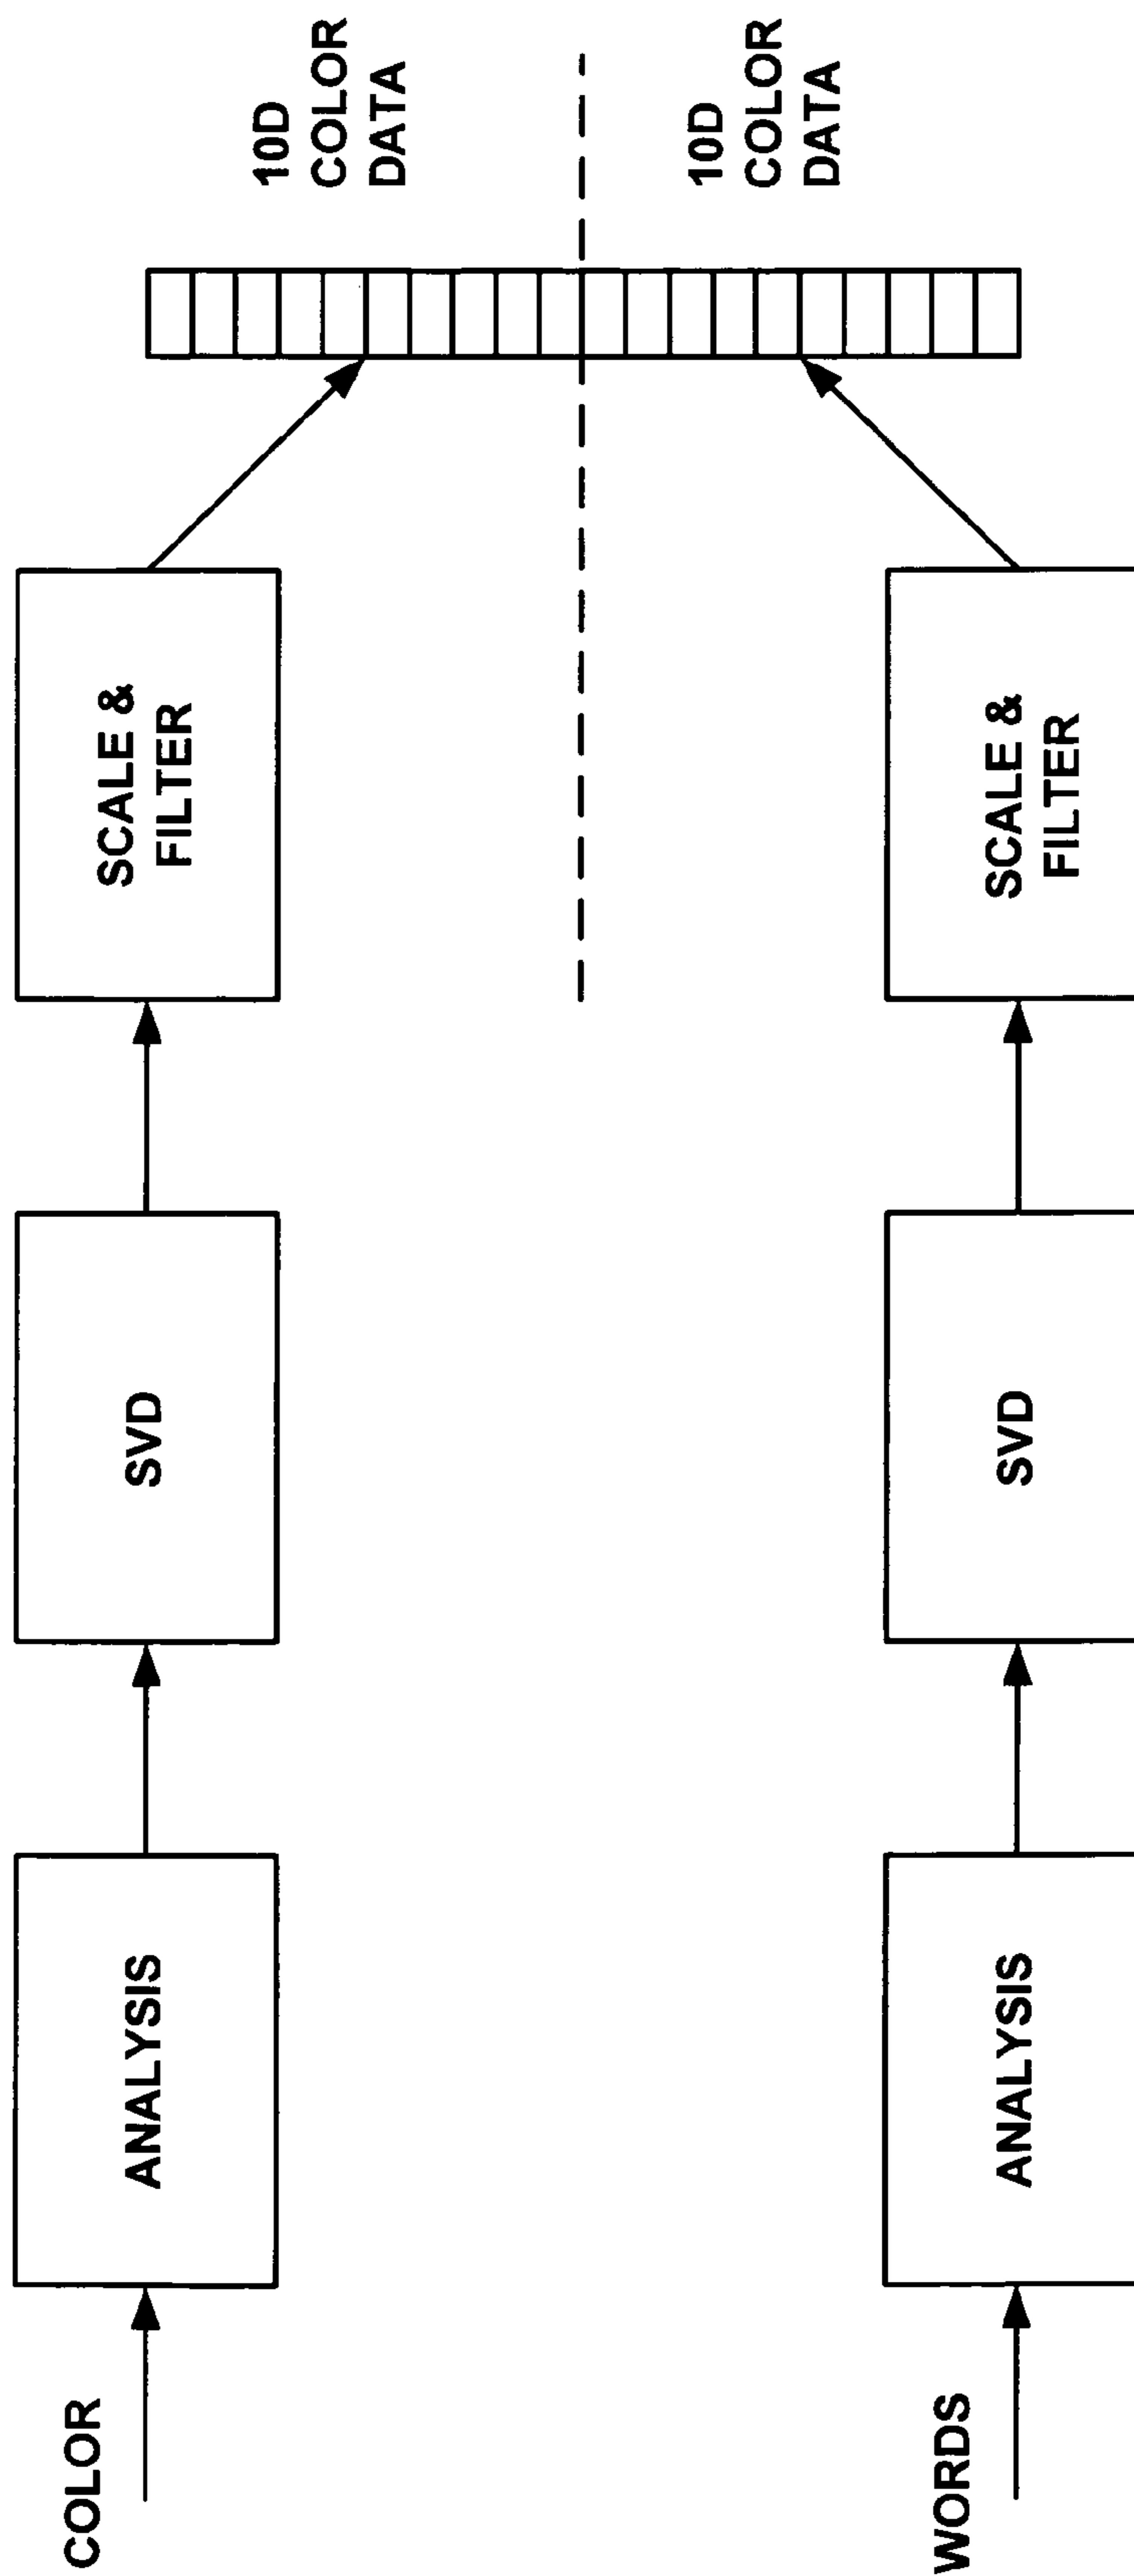 COLOR
ANALYSIS
SVD
SCALE &
FILTER
10D
COLOR
DATA
WORDS
ANALYSIS
SVD
SCALE &
FILTER
10D
COLOR
DATA